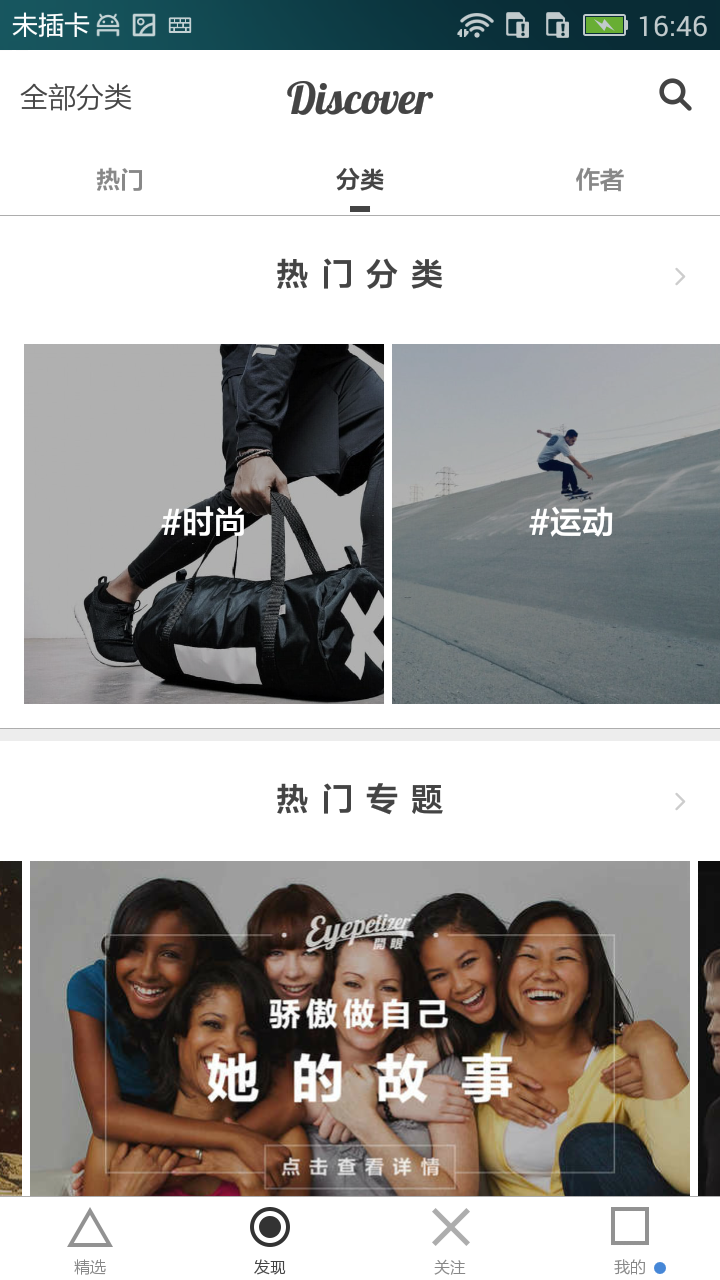 未插卡 16:46
全部分类 Discover
热门 分类 作者
热门分类
#时尚 #运动
热门专题
Eyepetizer
開眼
骄傲做自己
她的故事
点击查看详情
精选 发现 关注 我的